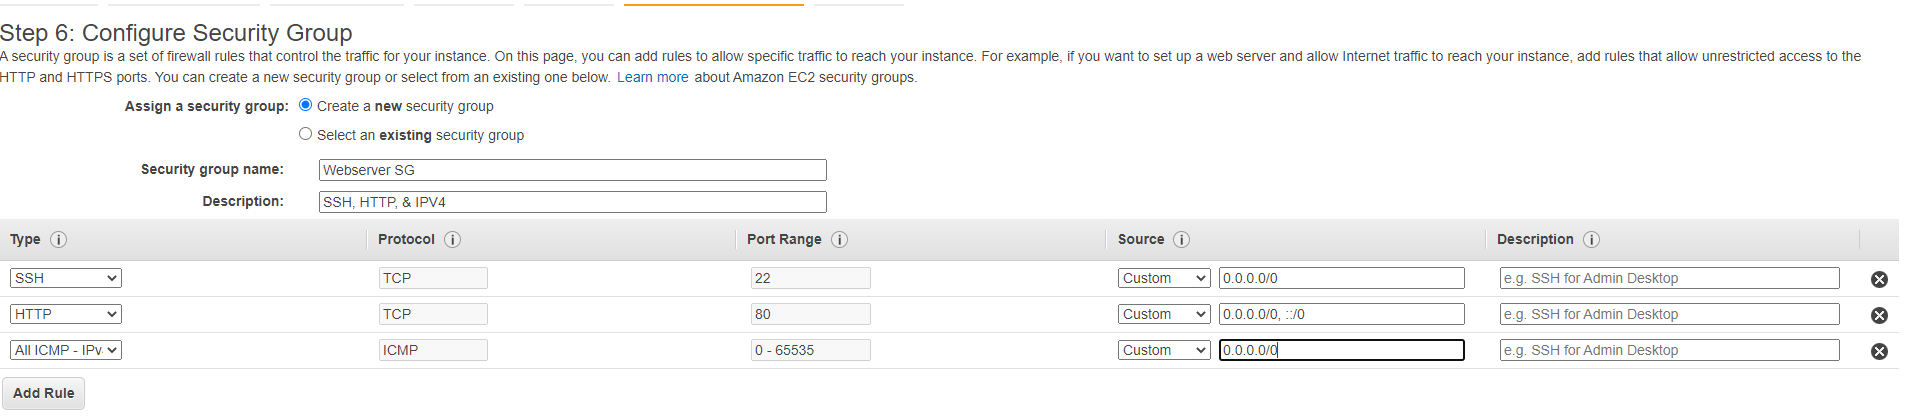 Step 6: Configure Security Group
A security group is a set of firewall rules that control the traffic for your instance. On this page, you can add rules to allow specific traffic to reach your instance. For example, if you want to set up a web server and allow Internet traffic to reach your instance, add rules that allow unrestricted access to the
HTTP and HTTPS ports. You can create a new security group or select from an existing one below. Learn more about Amazon EC2 security groups.
Assign a security group: Create a new security group
Select an existing security group
Security group name: Webserver SG
Description: SSH, HTTP, & IPV4
Type i Protocol i Port Range i Source i Description i
SSH TCP 22 Custom 0.0.0.0/0 e.g. SSH for Admin Desktop
HTTP TCP 80 Custom 0.0.0.0/0, ::/0 e.g. SSH for Admin Desktop
All ICMP - IPv ICMP 0 - 65535 Custom 0.0.0.0/0 e.g. SSH for Admin Desktop
Add Rule